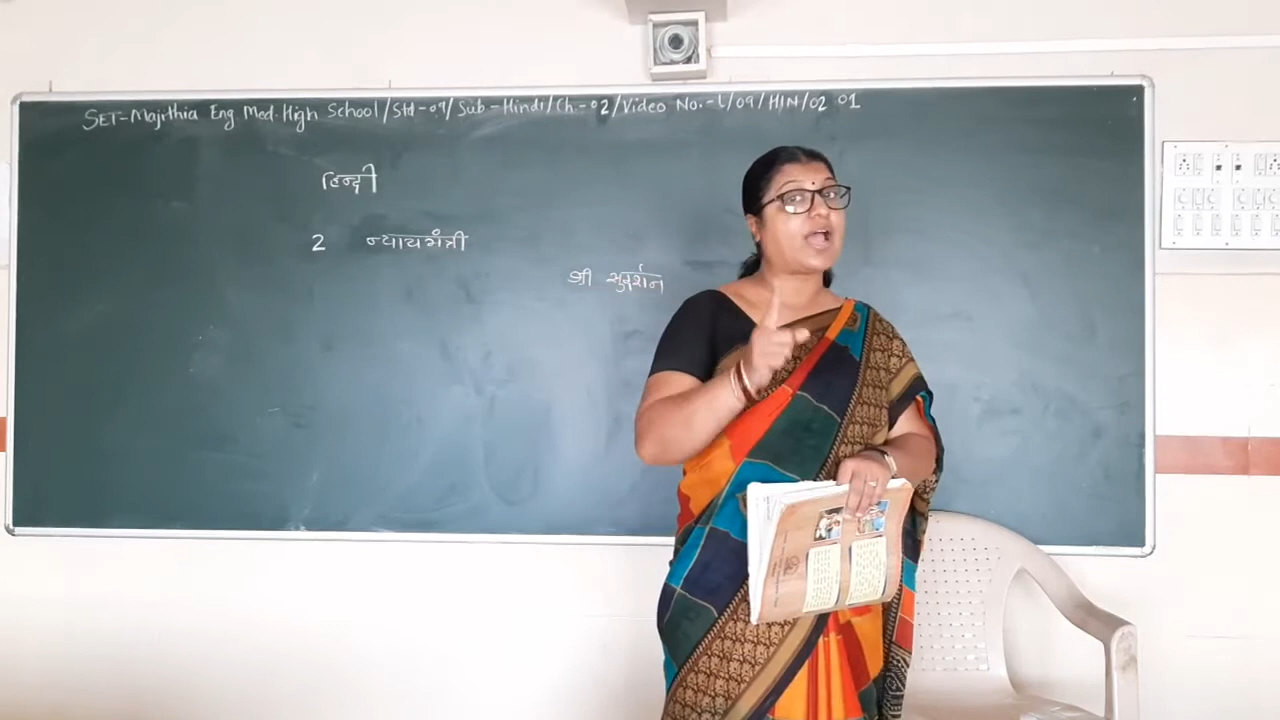 SET-Majithia Eng Med. High School/Std-09/Sub-Hindi/Ch.-02/Video No.-L/09/HIN/02 01
हिन्दी
2 न्यायमंत्री
श्री सुदर्शन